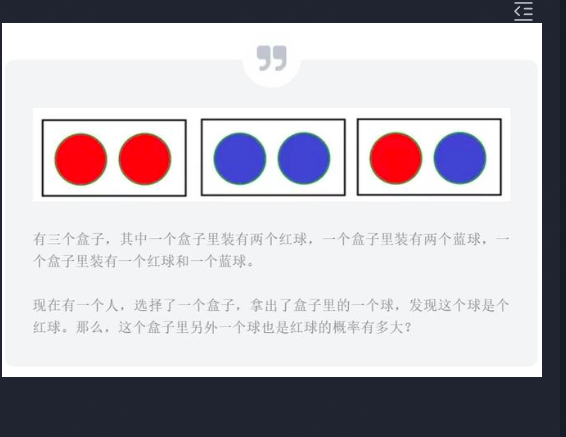 有三个盒子，其中一个盒子里装有两个红球，一个盒子里装有两个蓝球，一
个盒子里装有一个红球和一个蓝球。
现在有一个人，选择了一个盒子，拿出了盒子里的一个球，发现这个球是个
红球。那么，这个盒子里另外一个球也是红球的概率有多大？